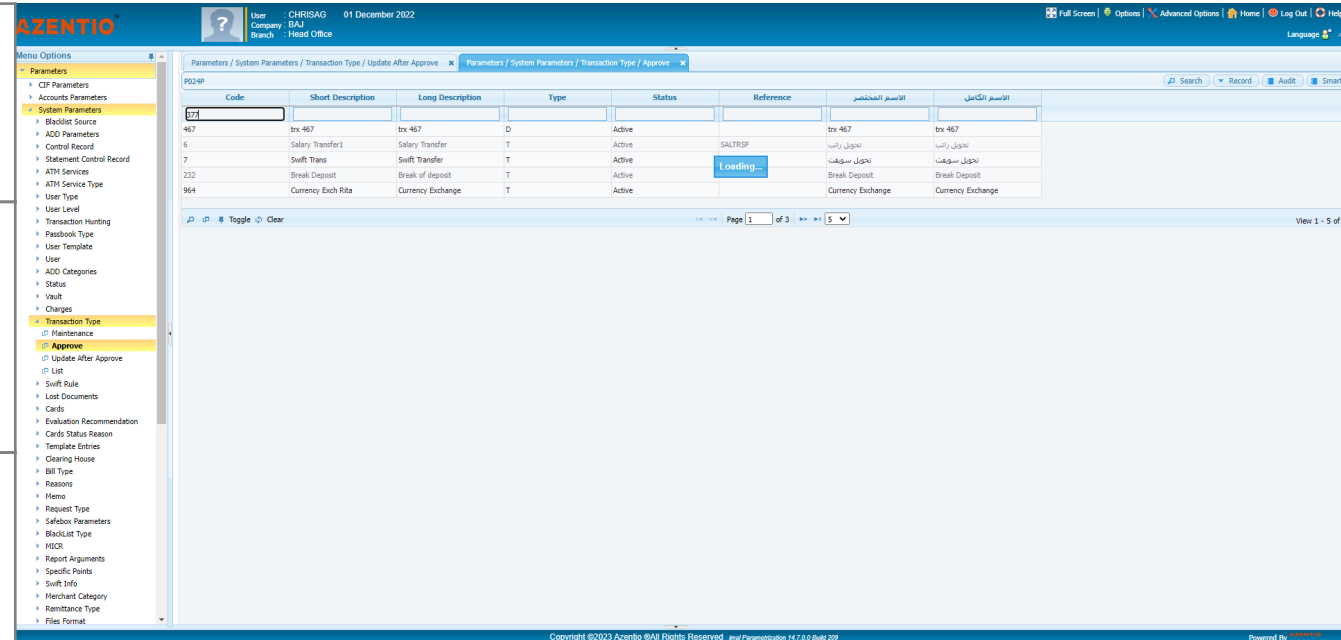 AZENTIO
User : CHRISAG 01 December 2022
Company : BAJ
Branch : Head Office
Full Screen | Options | Advanced Options | Home | Log Out | Help
Language
Menu Options
Parameters
CIF Parameters
Accounts Parameters
System Parameters
Blacklist Source
ADD Parameters
Control Record
Statement Control Record
ATM Services
ATM Service Type
User Type
User Level
Transaction Hunting
Passbook Type
User Template
User
ADD Categories
Status
Vault
Charges
Transaction Type
Maintenance
Approve
Update After Approve
List
Swift Rule
Lost Documents
Cards
Evaluation Recommendation
Cards Status Reason
Template Entries
Clearing House
Bill Type
Reasons
Memo
Request Type
Safebox Parameters
BlackList Type
MICR
Report Arguments
Specific Points
Swift Info
Merchant Category
Remittance Type
Files Format
Parameters / System Parameters / Transaction Type / Update After Approve Parameters / System Parameters / Transaction Type / Approve
P024P Search Record Audit Smart
Code Short Description Long Description Type Status Reference الاسم المختصر الاسم الكامل
377
467 trx 467 trx 467 D Active trx 467 trx 467
6 Salary Transfer1 Salary Transfer T Active SALTRSF تحويل راتب تحويل راتب
7 Swift Trans Swift Transfer T Active تحويل سويفت تحويل سويفت
Loading...
232 Break Deposit Break of deposit T Active Break Deposit Break Deposit
964 Currency Exch Rita Currency Exchange T Active Currency Exchange Currency Exchange
Toggle Clear Page 1 of 3 5 View 1 - 5 of
Copyright ©2023 Azentio ®All Rights Reserved Imal Parametrization 14.7.0.0 Build 209 Powered By AZENTIO